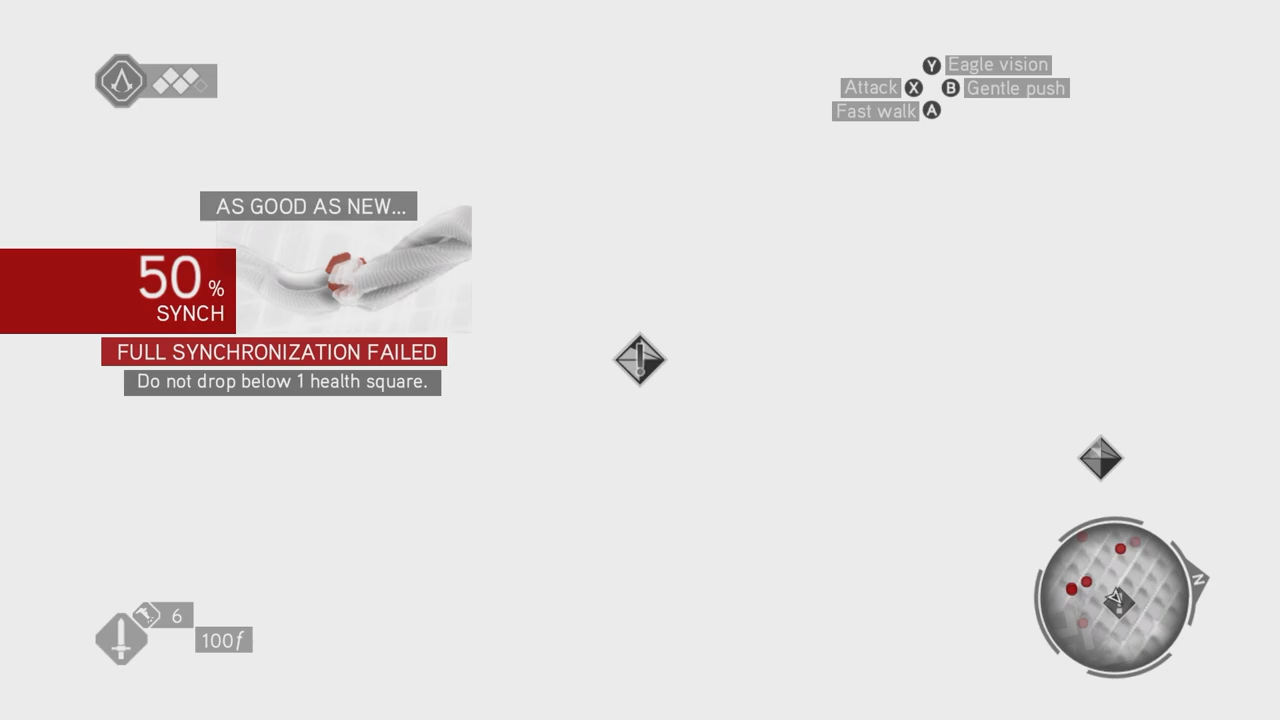 Y Eagle vision
Attack X B Gentle push
Fast walk A
AS GOOD AS NEW...
50 %
SYNCH
FULL SYNCHRONIZATION FAILED
Do not drop below 1 health square.
N
6
100ƒ